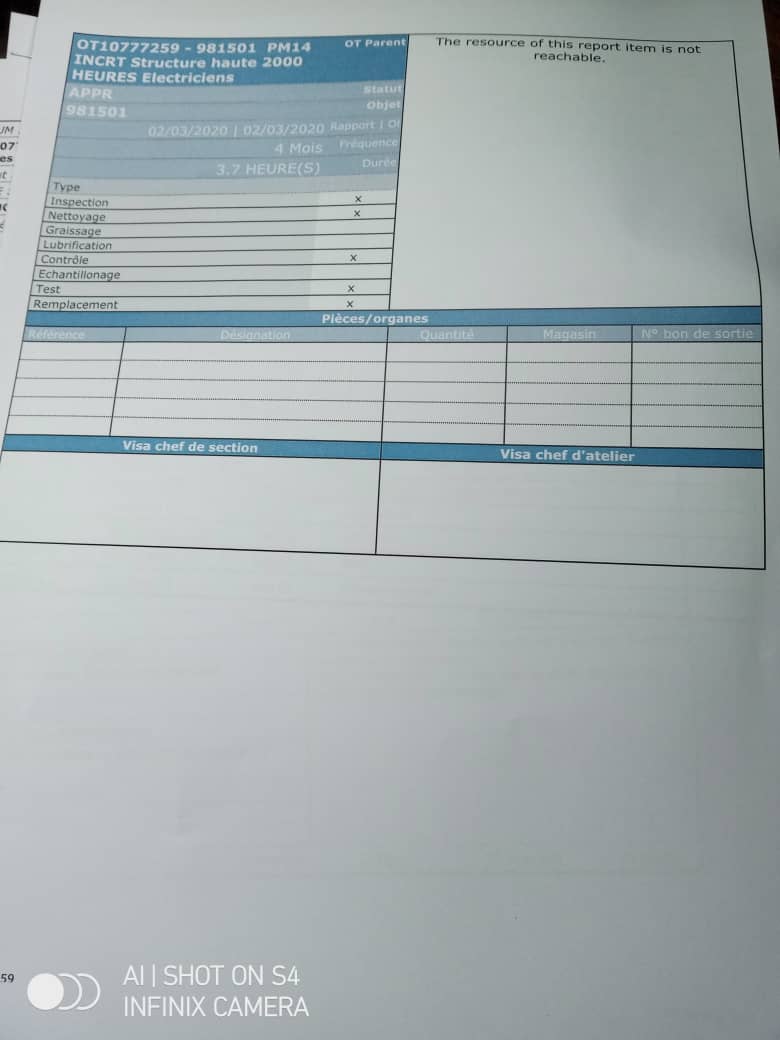 OT10777259 - 981501 PM14 OT Parent
INCRT Structure haute 2000
HEURES Electriciens
APPR Statut
981501 Objet
02/03/2020 | 02/03/2020 Rapport | O
4 Mois Fréquence
3.7 HEURE(S) Durée
The resource of this report item is not
reachable.
Type
Inspection x
Nettoyage x
Graissage
Lubrification
Contrôle x
Echantillonage
Test x
Remplacement x
Pièces/organes
Référence Désignation Quantité Magasin N° bon de sortie
Visa chef de section Visa chef d'atelier
59
AI | SHOT ON S4
INFINIX CAMERA